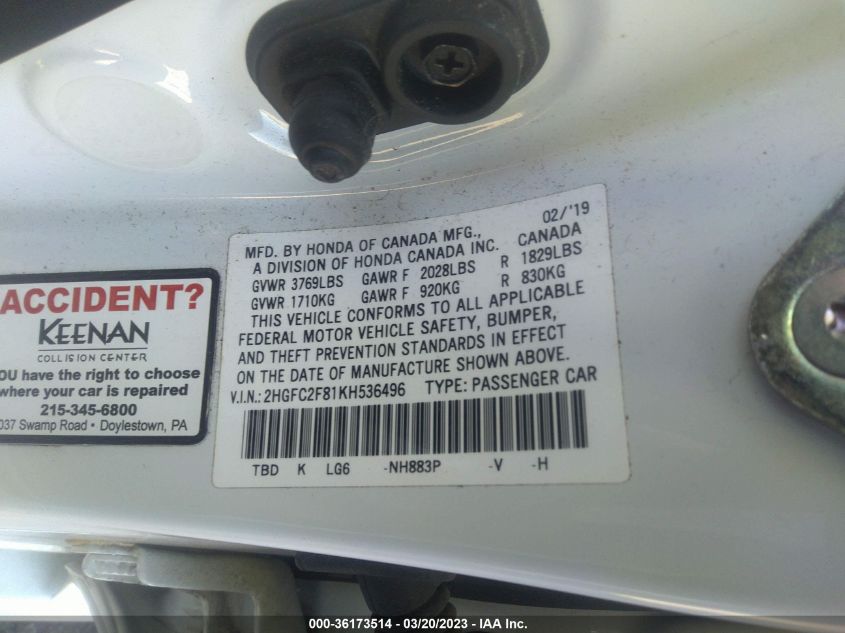 02/'19
MFD. BY HONDA OF CANADA MFG.,
A DIVISION OF HONDA CANADA INC. CANADA
GVWR 3769LBS GAWR F 2028LBS R 1829LBS
GVWR 1710KG GAWR F 920KG R 830KG
THIS VEHICLE CONFORMS TO ALL APPLICABLE
FEDERAL MOTOR VEHICLE SAFETY, BUMPER,
AND THEFT PREVENTION STANDARDS IN EFFECT
ON THE DATE OF MANUFACTURE SHOWN ABOVE.
V.I.N.: 2HGFC2F81KH536496 TYPE: PASSENGER CAR
TBD K LG6 -NH883P -V -H
ACCIDENT?
KEENAN
COLLISION CENTER
YOU have the right to choose
where your car is repaired
215-345-6800
037 Swamp Road • Doylestown, PA
000-36173514 - 03/20/2023 - IAA Inc.